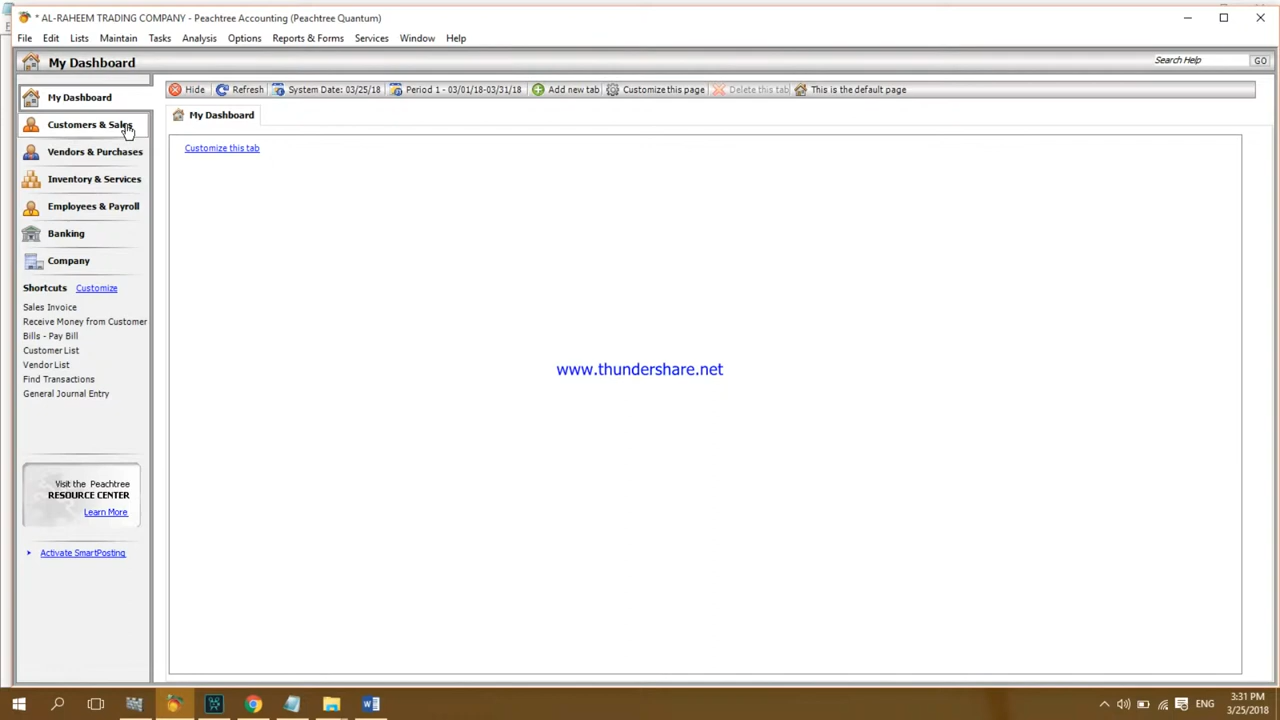 * AL-RAHEEM TRADING COMPANY - Peachtree Accounting (Peachtree Quantum)
File Edit Lists Maintain Tasks Analysis Options Reports & Forms Services Window Help
My Dashboard
Search Help GO
My Dashboard
Customers & Sales
Vendors & Purchases
Inventory & Services
Employees & Payroll
Banking
Company
Shortcuts Customize
Sales Invoice
Receive Money from Customer
Bills - Pay Bill
Customer List
Vendor List
Find Transactions
General Journal Entry
Visit the Peachtree
RESOURCE CENTER
Learn More
Activate SmartPosting
Hide Refresh System Date: 03/25/18 Period 1 - 03/01/18-03/31/18 Add new tab Customize this page Delete this tab This is the default page
My Dashboard
Customize this tab
www.thundershare.net
ENG
3:31 PM
3/25/2018